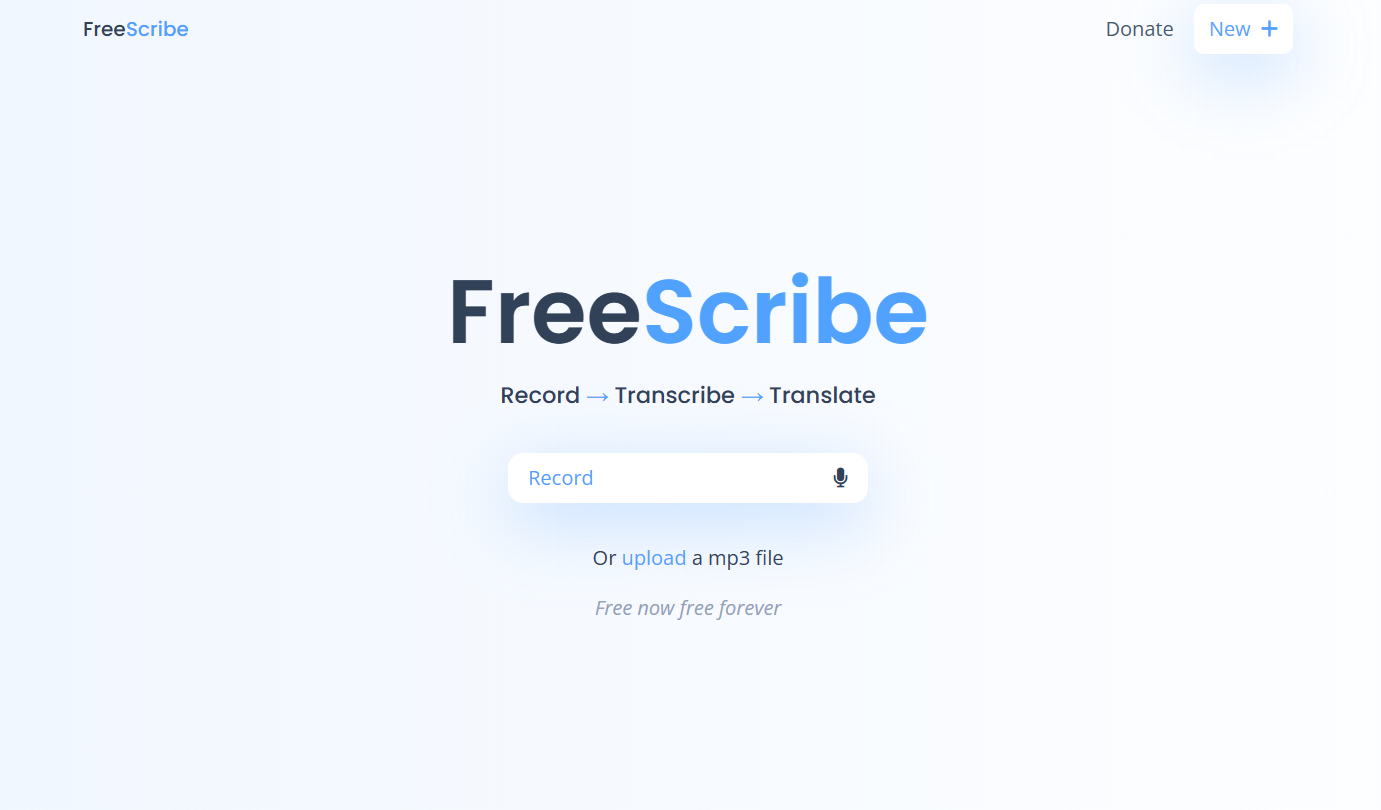 FreeScribe
Donate
New +
FreeScribe
Record → Transcribe → Translate
Record
Or upload a mp3 file
Free now free forever